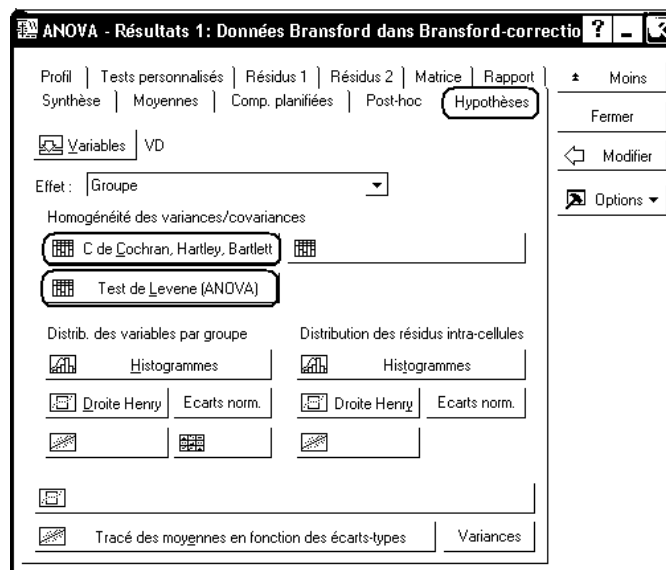 ANOVA - Résultats 1: Données Bransford dans Bransford-correctio
Profil Tests personnalisés Résidus 1 Résidus 2 Matrice Rapport
Synthèse Moyennes Comp. planifiées Post-hoc Hypothèses
Moins
Fermer
Modifier
Options
Variables VD
Effet : Groupe
Homogénéité des variances/covariances
C de Cochran, Hartley, Bartlett
Test de Levene (ANOVA)
Distrib. des variables par groupe Distribution des résidus intra-cellules
Histogrammes Histogrammes
Droite Henry Ecarts norm. Droite Henry Ecarts norm.
Tracé des moyennes en fonction des écarts-types Variances